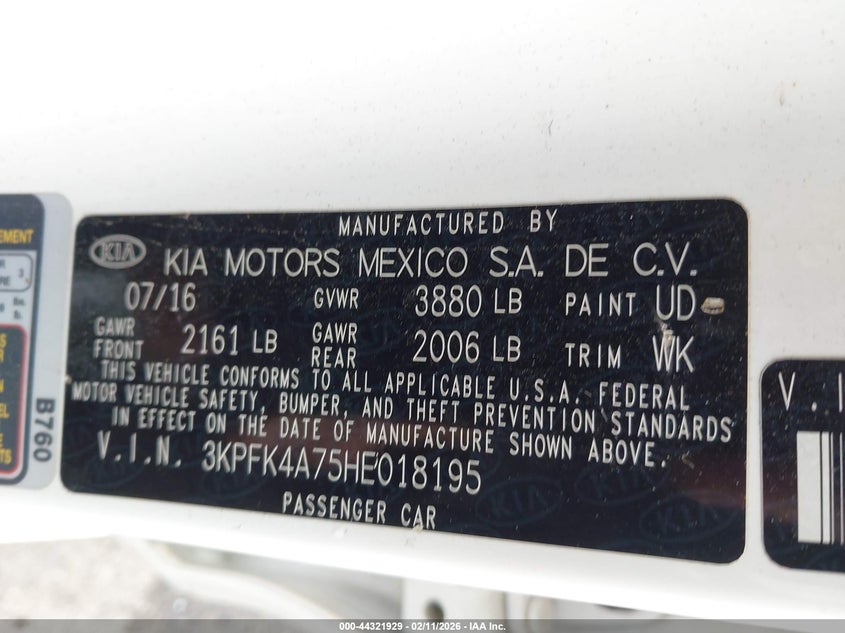 MANUFACTURED BY
KIA KIA MOTORS MEXICO S.A. DE C.V.
07/16 GVWR 3880 LB PAINT UD
GAWR FRONT 2161 LB GAWR REAR 2006 LB TRIM WK
THIS VEHICLE CONFORMS TO ALL APPLICABLE U.S.A. FEDERAL
MOTOR VEHICLE SAFETY, BUMPER, AND THEFT PREVENTION STANDARDS
IN EFFECT ON THE DATE OF MANUFACTURE SHOWN ABOVE.
V.I.N. 3KPFK4A75HE018195
PASSENGER CAR
B760
V.I
000-44321929 - 02/11/2026 - IAA Inc.